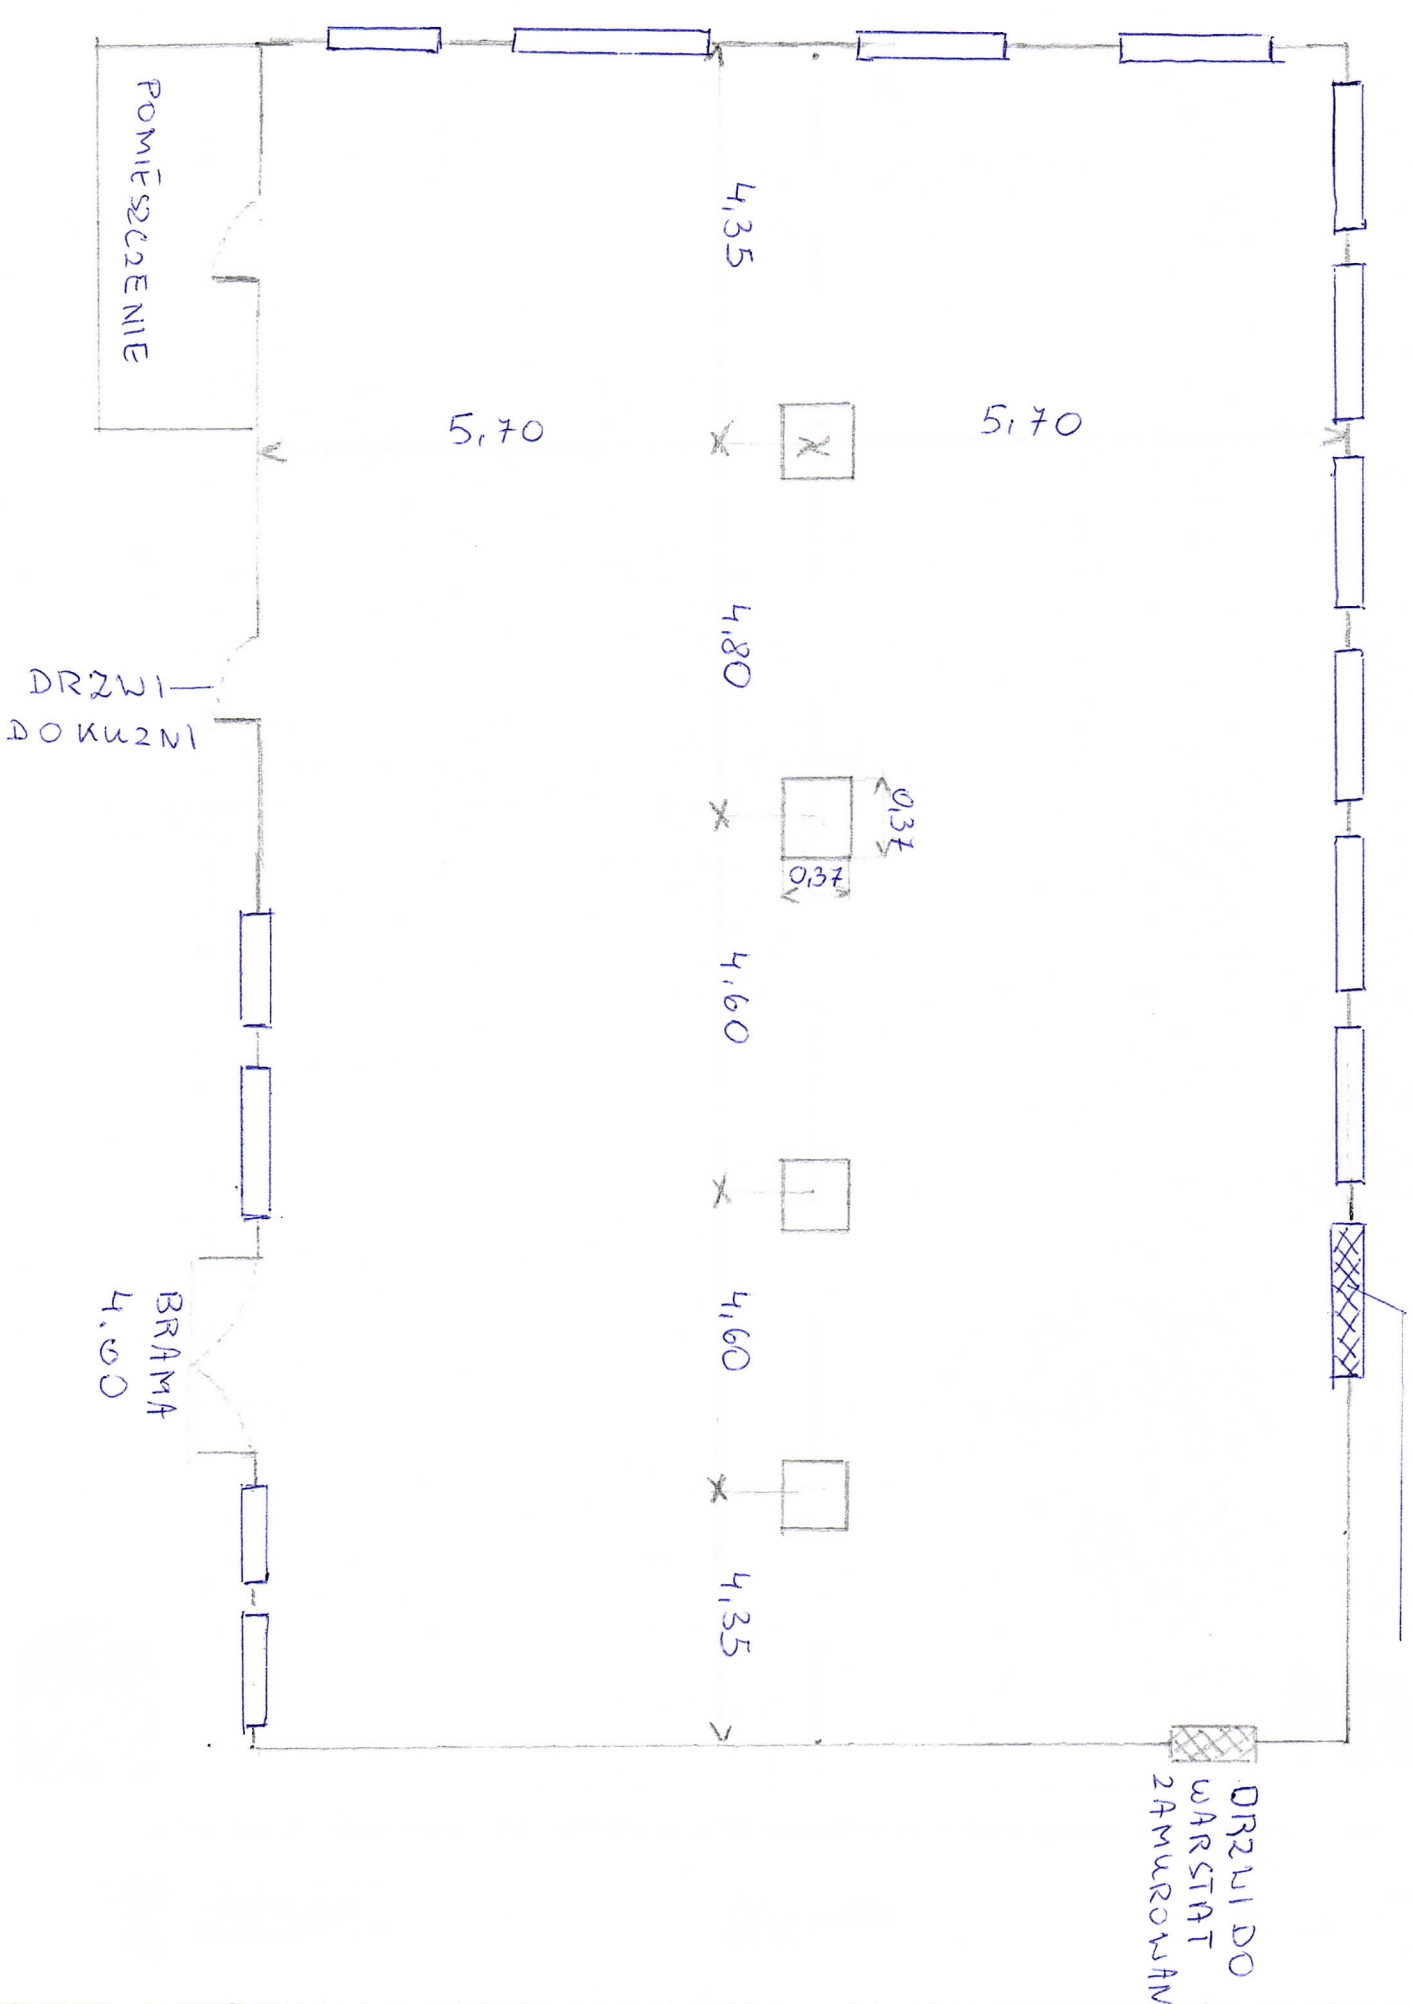 POMIESZCZENIE
4,35
5,70
5,70
4,80
DRZWI
DO KUZNI
0,37
0,37
4,60
BRAMA
4.00
4,60
4,35
DRZWI DO
WARSTAT
ZAMUROWAN